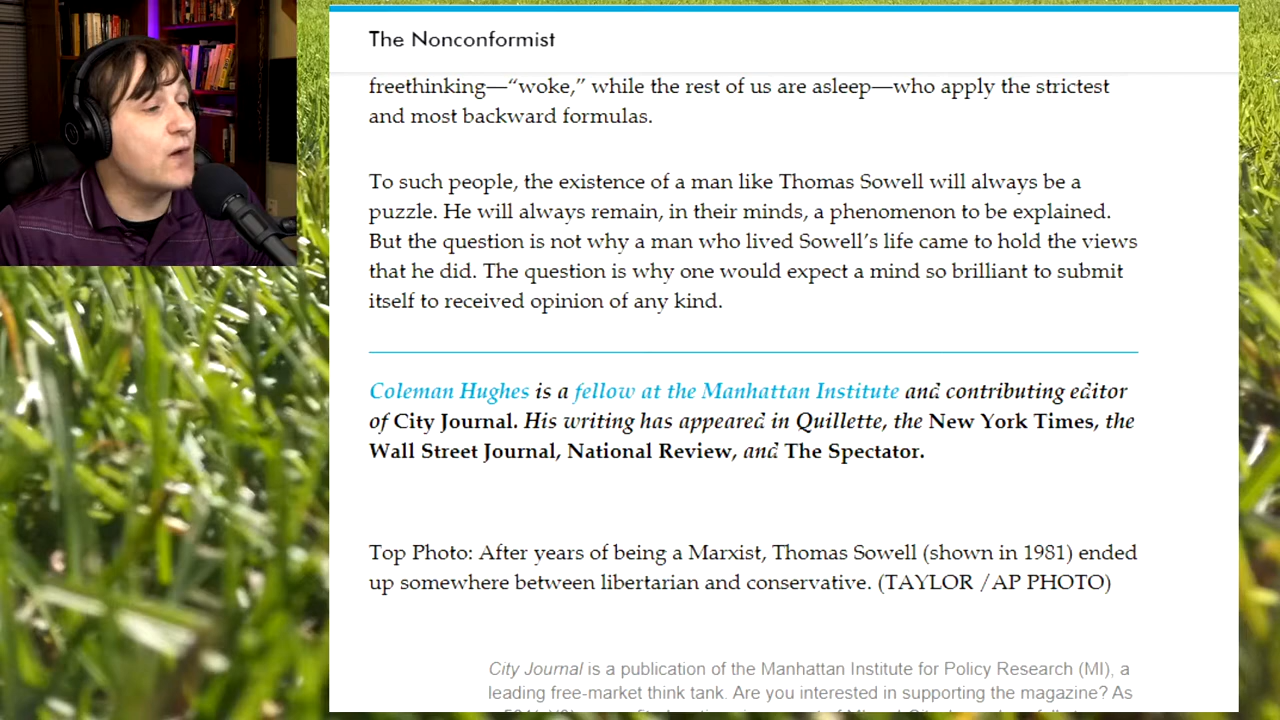 The Nonconformist
freethinking—“woke,” while the rest of us are asleep—who apply the strictest
and most backward formulas.
To such people, the existence of a man like Thomas Sowell will always be a
puzzle. He will always remain, in their minds, a phenomenon to be explained.
But the question is not why a man who lived Sowell’s life came to hold the views
that he did. The question is why one would expect a mind so brilliant to submit
itself to received opinion of any kind.
Coleman Hughes is a fellow at the Manhattan Institute and contributing editor
of City Journal. His writing has appeared in Quillette, the New York Times, the
Wall Street Journal, National Review, and The Spectator.
Top Photo: After years of being a Marxist, Thomas Sowell (shown in 1981) ended
up somewhere between libertarian and conservative. (TAYLOR / AP PHOTO)
City Journal is a publication of the Manhattan Institute for Policy Research (MI), a
leading free-market think tank. Are you interested in supporting the magazine? As